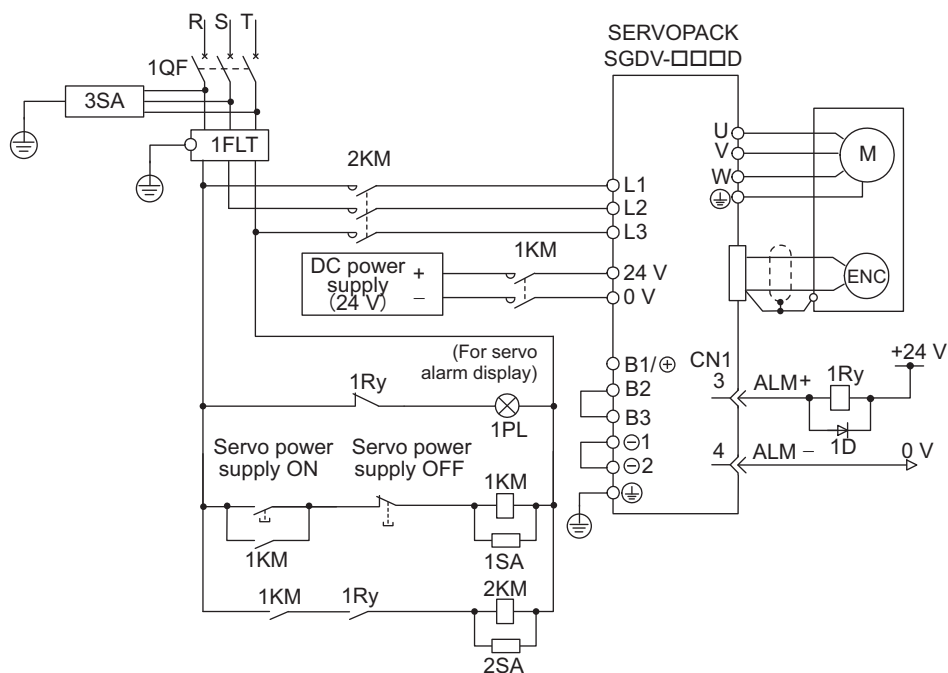 R S T
SERVOPACK
SGDV-□□□D
1QF
3SA
1FLT
2KM
U
V
W
M
L1
L2
L3
1KM
DC power
supply
(24 V)
+
−
24 V
0 V
ENC
(For servo
alarm display)
1Ry
1PL
B1/⊕
B2
B3
⊖1
⊖2
CN1
3
ALM+
1Ry
+24 V
1D
4
ALM −
0 V
Servo power
supply ON
Servo power
supply OFF
1KM
1KM
1SA
1KM
1Ry
2KM
2SA